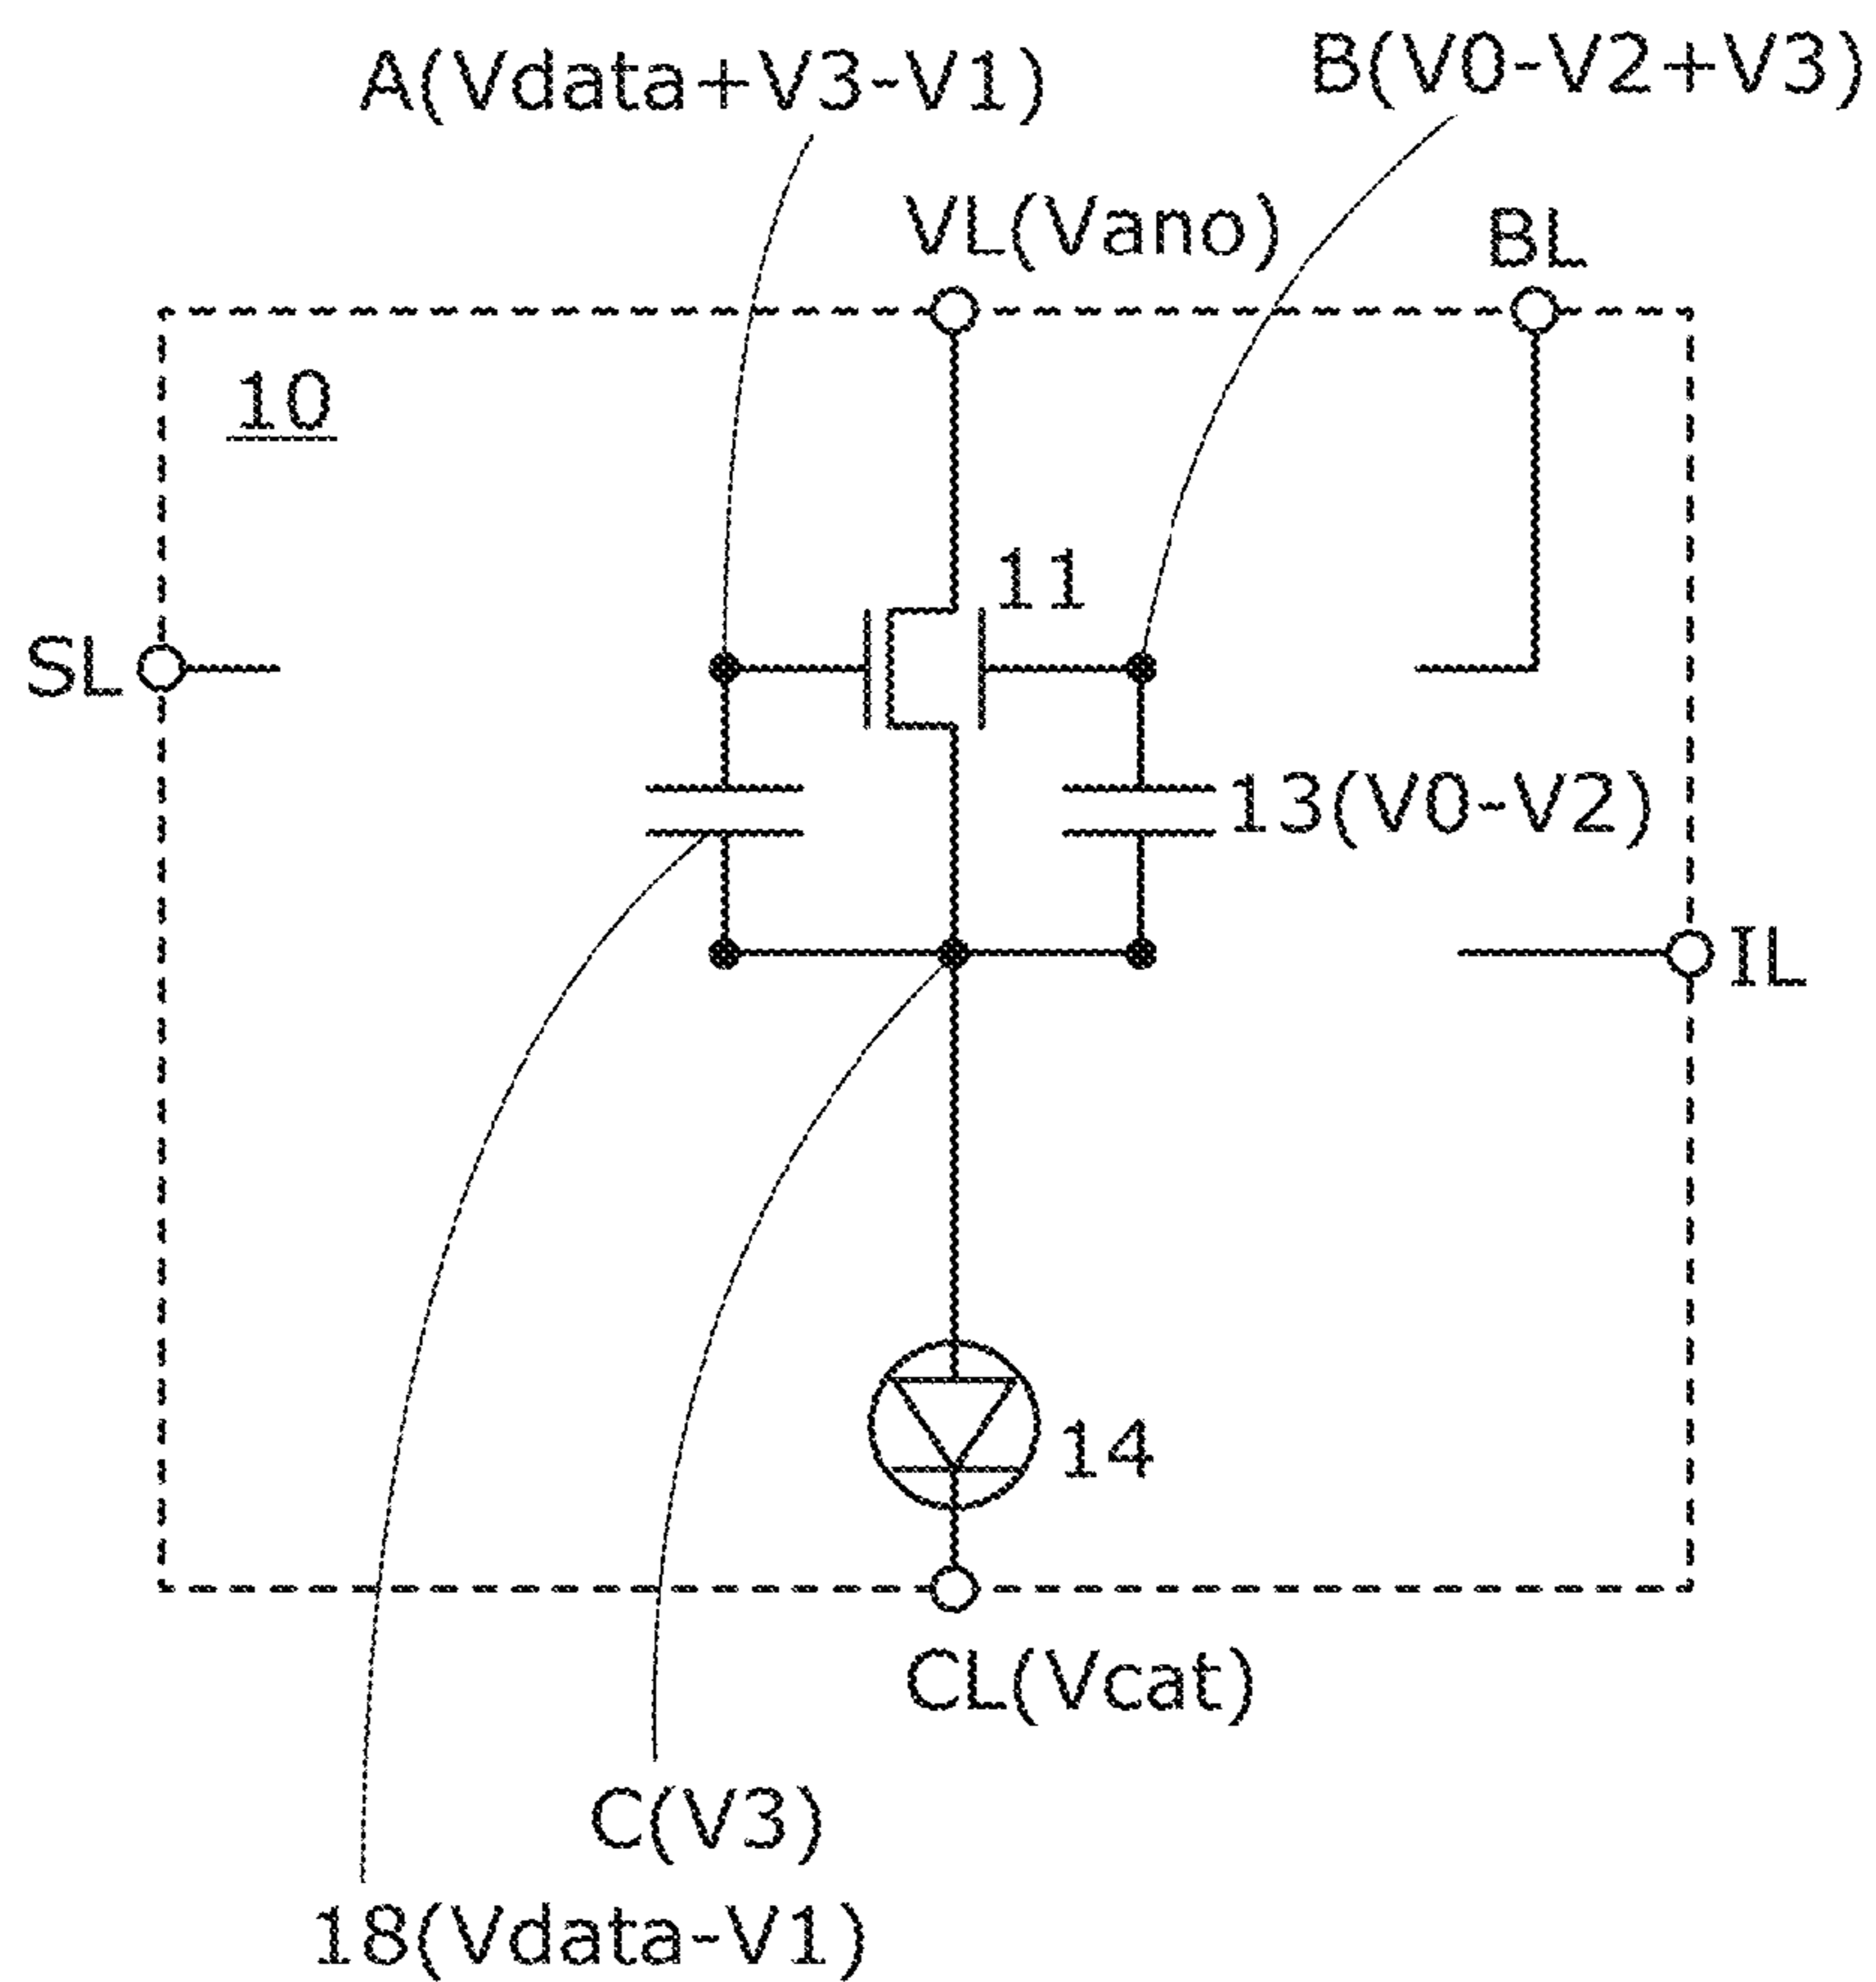 A(Vdata+V3-V1)
B(V0-V2+V3)
VL(Vano)
BL
10
11
SL
13(V0-V2)
IL
14
CL(Vcat)
C(V3)
18(Vdata-V1)